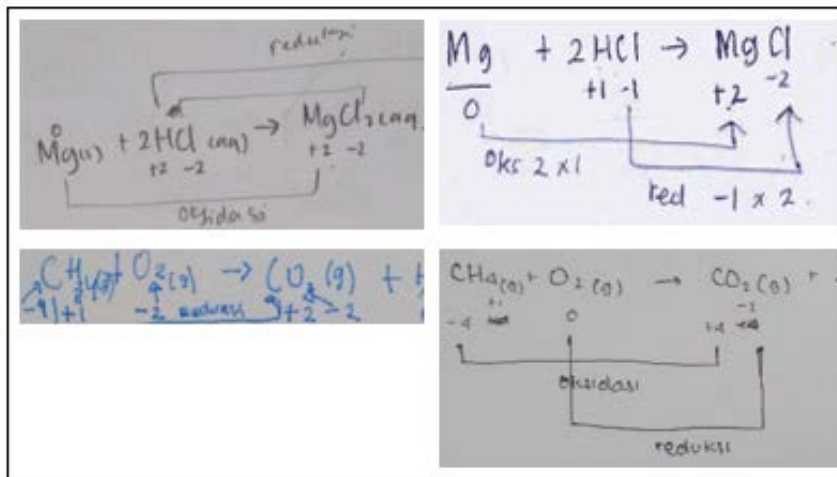 reduksi
0
Mg(s) + 2HCl (aq) → MgCl2 (aq)
+2 -2 +2 -2
oksidasi
Mg + 2HCl → MgCl
0 +1 -1 +2 -2
oks 2 x 1
red -1 x 2
CH4(g) + O2(g) → CO2(g) +
-4 +1 -2 reduksi +2 -2
CH4(g) + O2(g) → CO2(g) +
-4 +1 0 +4
oksidasi
reduksi